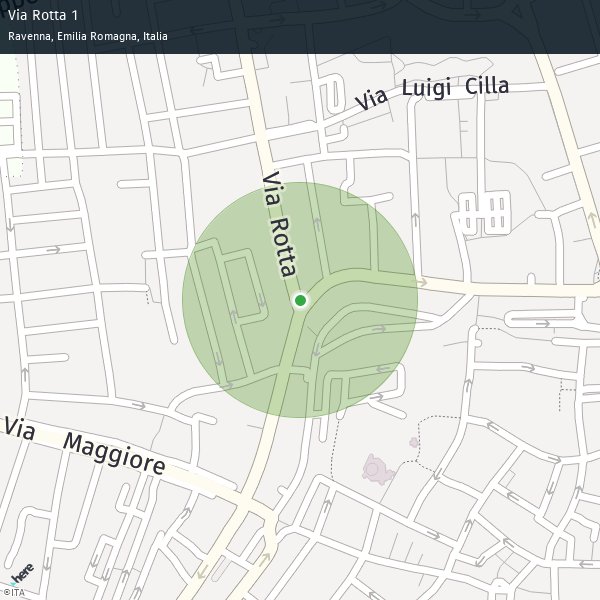 Via Rotta 1
Ravenna, Emilia Romagna, Italia
Via Luigi Cilla
Via Rotta
Via Maggiore
here
©ITA